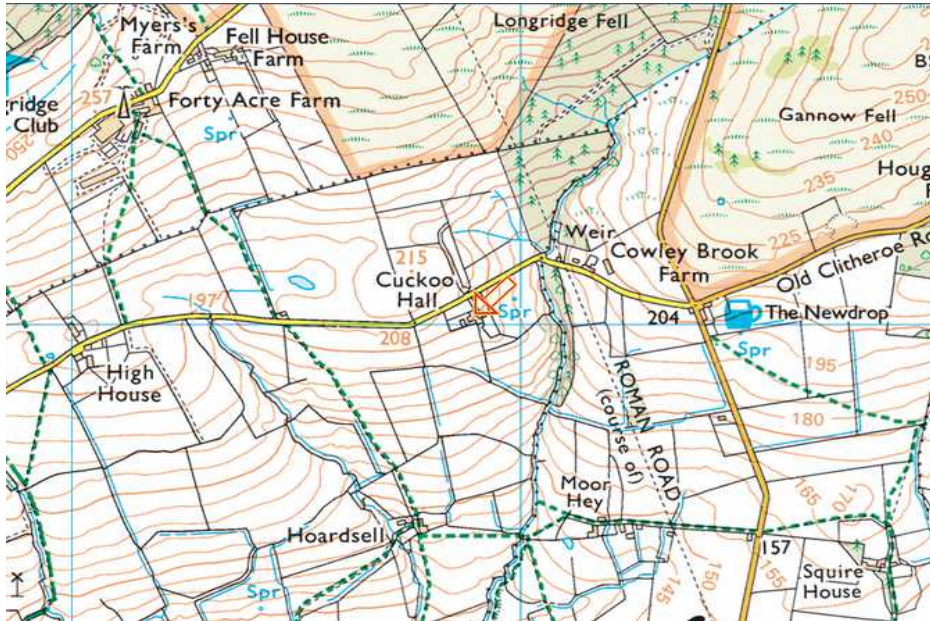 Longridge Fell
Myers's
Farm
Fell House
Farm
257
Forty Acre Farm
ridge
Club
250
Spr
Gannow Fell
250
240
235
Houg
225
Weir
Cowley Brook
Farm
Old Clitheroe Ro
215
Cuckoo
Hall
197
Spr
204
The Newdrop
208
Spr
195
High
House
ROMAN ROAD
(course of)
180
Moor
Hey
165
170
Hoardsell
157
Squire
House
Spr
145
150
155